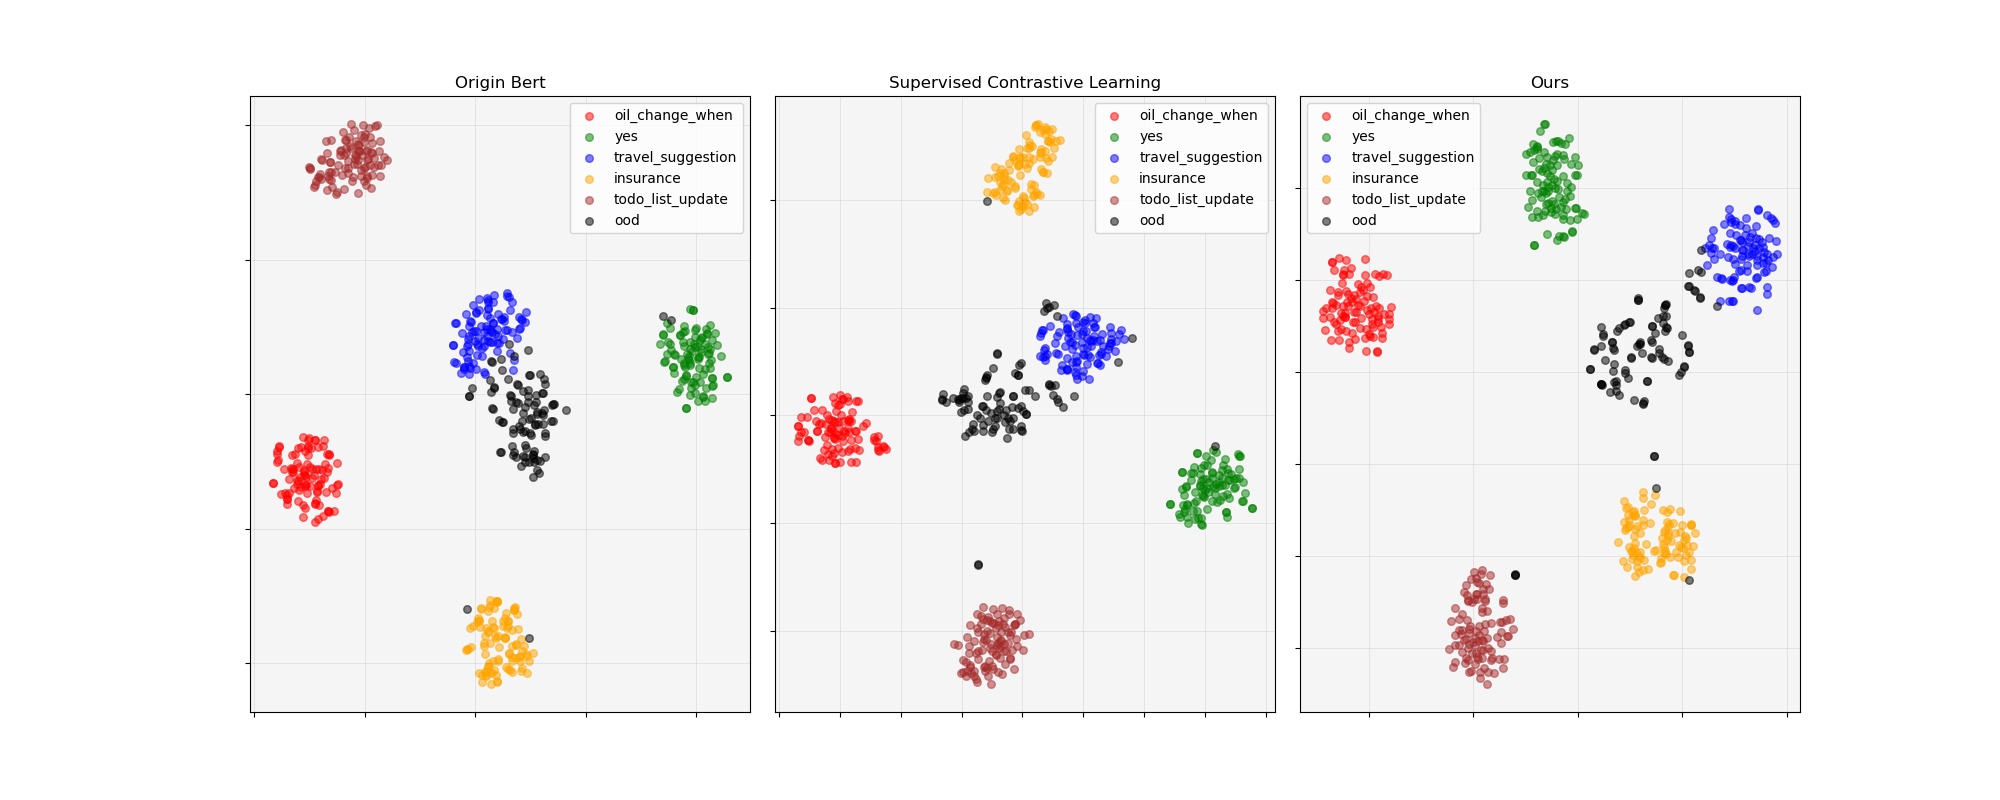 Origin Bert
oil_change_when
yes
travel_suggestion
insurance
todo_list_update
ood
Supervised Contrastive Learning
oil_change_when
yes
travel_suggestion
insurance
todo_list_update
ood
Ours
oil_change_when
yes
travel_suggestion
insurance
todo_list_update
ood